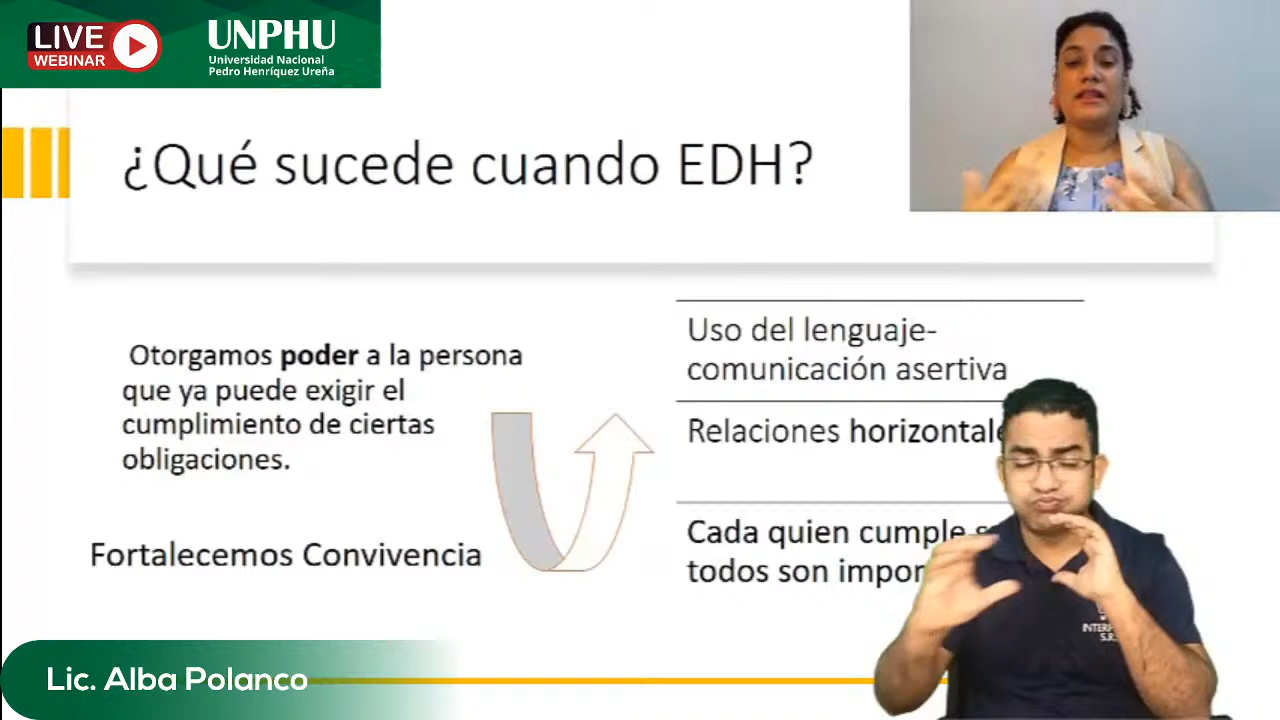 LIVE
WEBINAR
UNPHU
Universidad Nacional
Pedro Henríquez Ureña
¿Qué sucede cuando EDH?
Otorgamos poder a la persona
que ya puede exigir el
cumplimiento de ciertas
obligaciones.
Fortalecemos Convivencia
Uso del lenguaje-
comunicación asertiva
Relaciones
Cada quien cumple
todos son
Lic. Alba Polanco